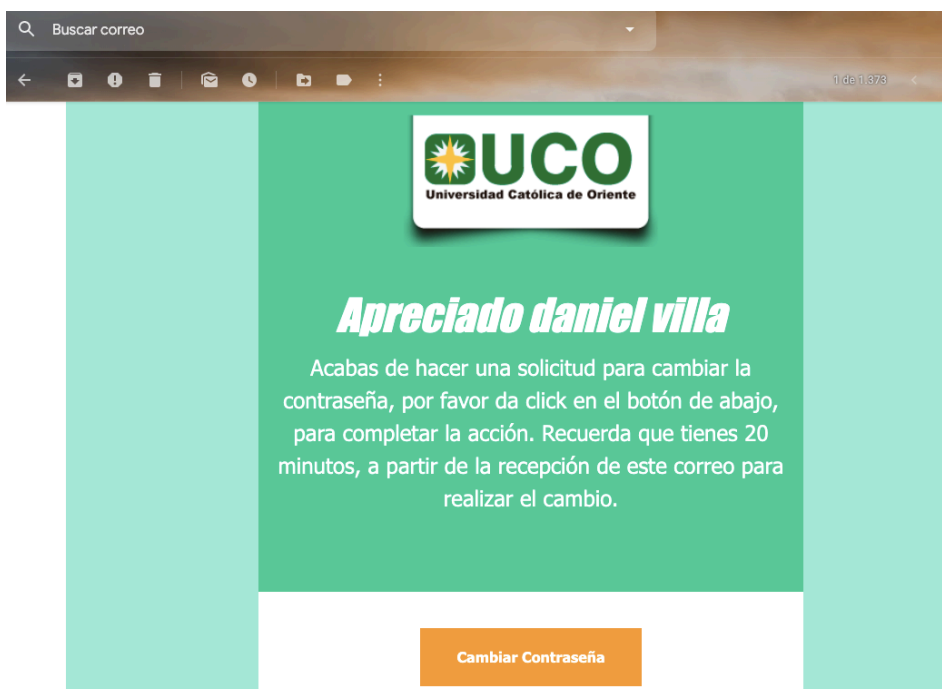 Buscar correo
1 de 1.373
UCO
Universidad Católica de Oriente
Apreciado daniel villa
Acabas de hacer una solicitud para cambiar la
contraseña, por favor da click en el botón de abajo,
para completar la acción. Recuerda que tienes 20
minutos, a partir de la recepción de este correo para
realizar el cambio.
Cambiar Contraseña